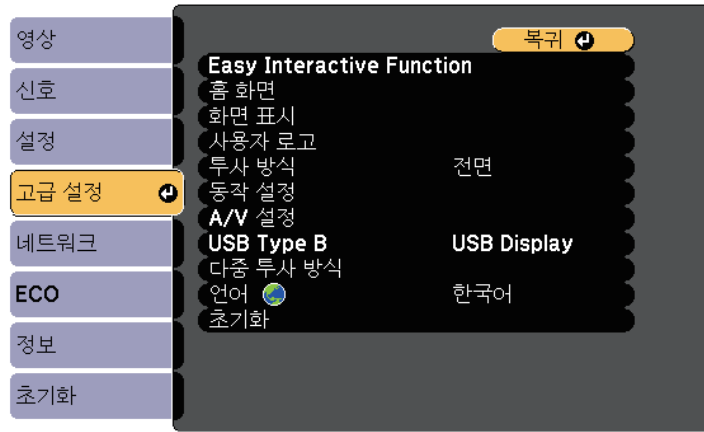 영상
신호
설정
고급 설정
네트워크
ECO
정보
초기화
복귀
Easy Interactive Function
홈 화면
화면 표시
사용자 로고
투사 방식 전면
동작 설정
A/V 설정
USB Type B USB Display
다중 투사 방식
언어 한국어
초기화